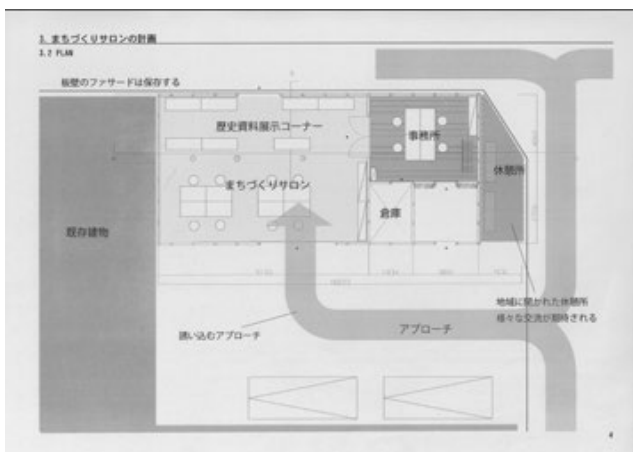 3. まちづくりサロンの計画
3.2 PLAN
板壁のファサードは保存する
歴史資料展示コーナー
事務所
休憩所
まちづくりサロン
倉庫
既存建物
地域に開かれた休憩所
様々な交流が期待される
誘い込むアプローチ
アプローチ
4